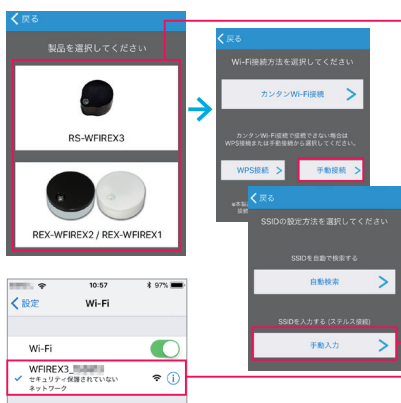 戻る
製品を選択してください
RS-WFIREX3
REX-WFIREX2 / REX-WFIREX1
戻る
Wi-Fi接続方法を選択してください
カンタンWi-Fi接続
カンタンWi-Fi接続で接続できない場合は
WPS接続または手動接続から選択してください。
WPS接続
手動接続
戻る
SSIDの設定方法を選択してください
SSIDを自動で検索する
自動検索
SSIDを入力する (ステルス接続)
手動入力
10:57
97%
設定
Wi-Fi
Wi-Fi
WFIREX3_
セキュリティ保護されていない
ネットワーク